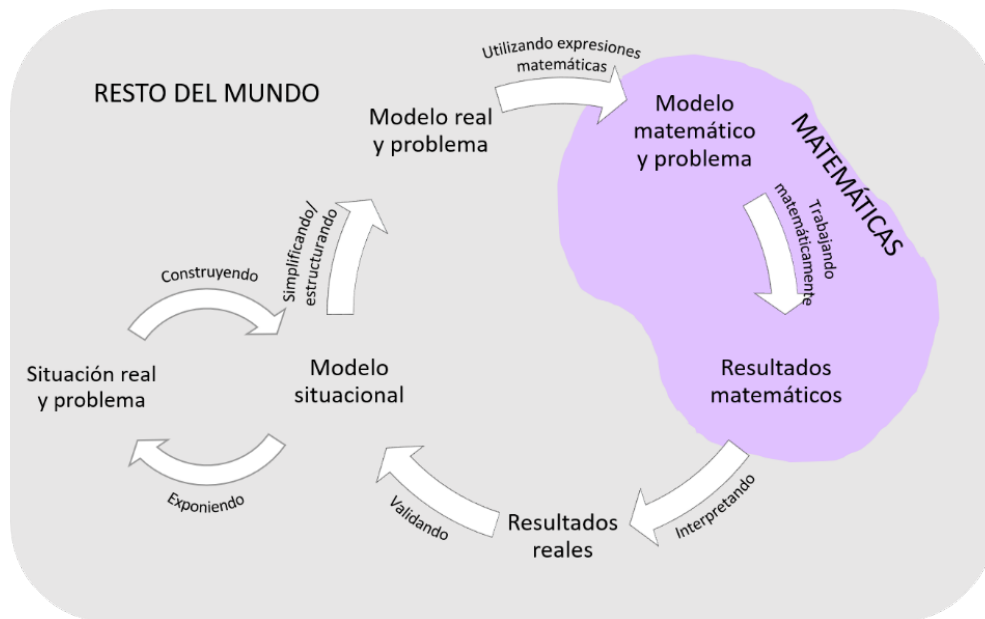 RESTO DEL MUNDO
Utilizando expresiones
matemáticas
Modelo real
y problema
Modelo
matemático
y problema
MATEMÁTICAS
Trabajando
matemáticamente
Simplificando/
estructurando
Construyendo
Situación real
y problema
Modelo
situacional
Resultados
matemáticos
Exponiendo
Validando
Resultados
reales
Interpretando